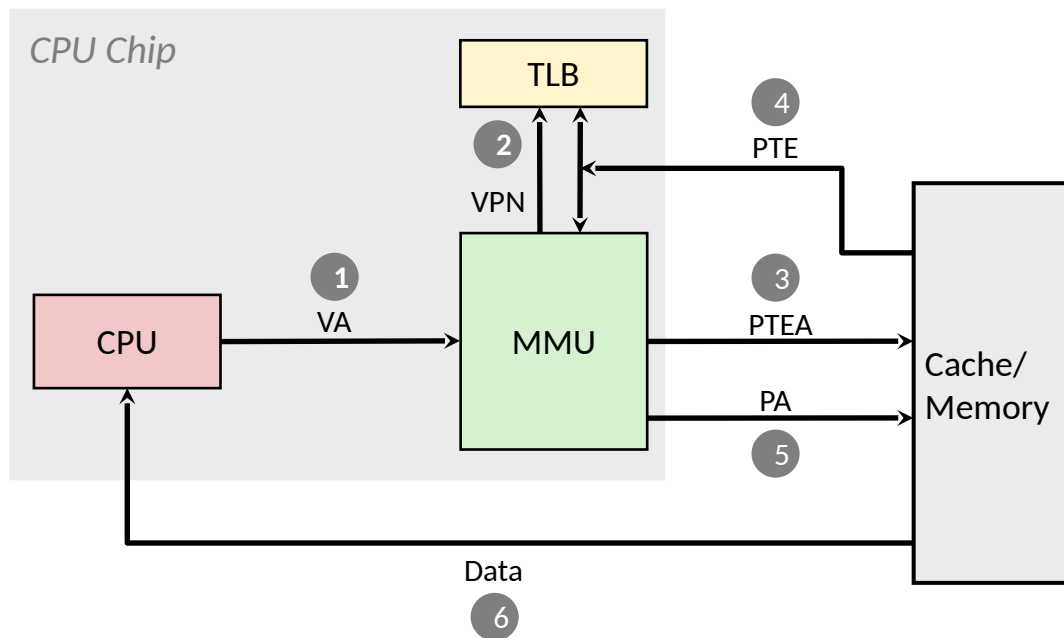 CPU Chip
TLB
4
PTE
2
VPN
1
VA
3
PTEA
CPU
MMU
Cache/
Memory
PA
5
Data
6